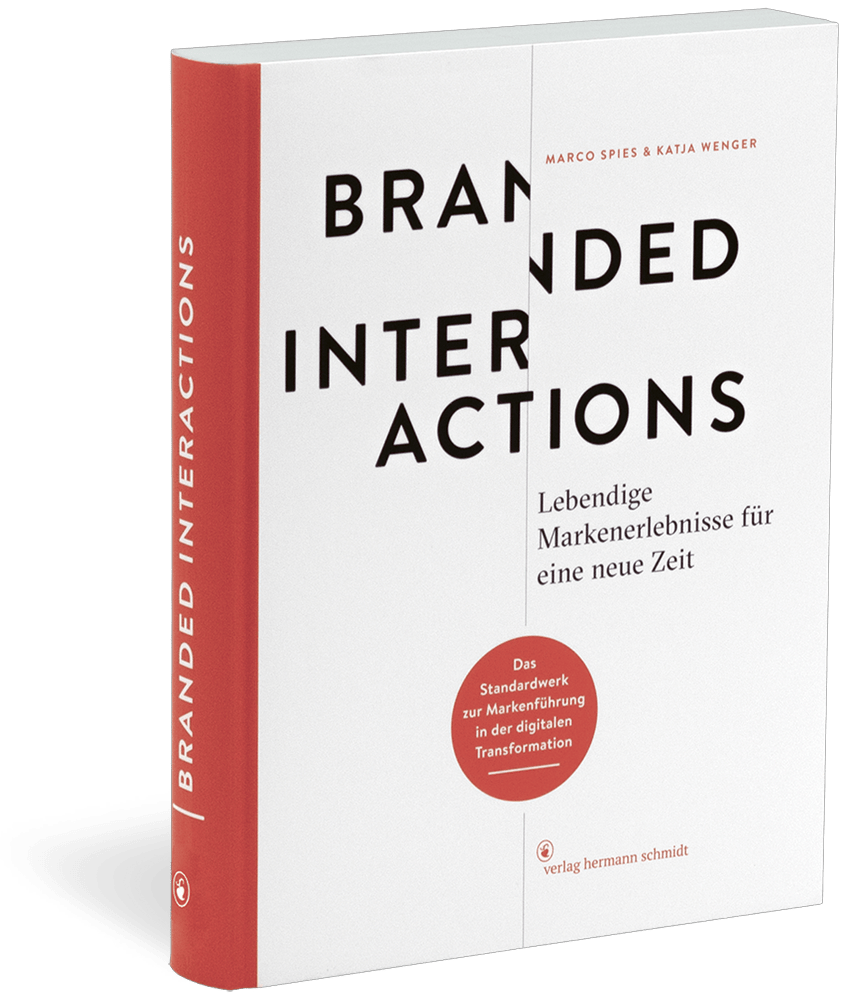 BRANDED INTERACTIONS
MARCO SPIES & KATJA WENGER
BRAN
NDED
INTER
ACTIONS
Lebendige
Markenerlebnisse für
eine neue Zeit
Das
Standardwerk
zur Markenführung
in der digitalen
Transformation
verlag hermann schmidt